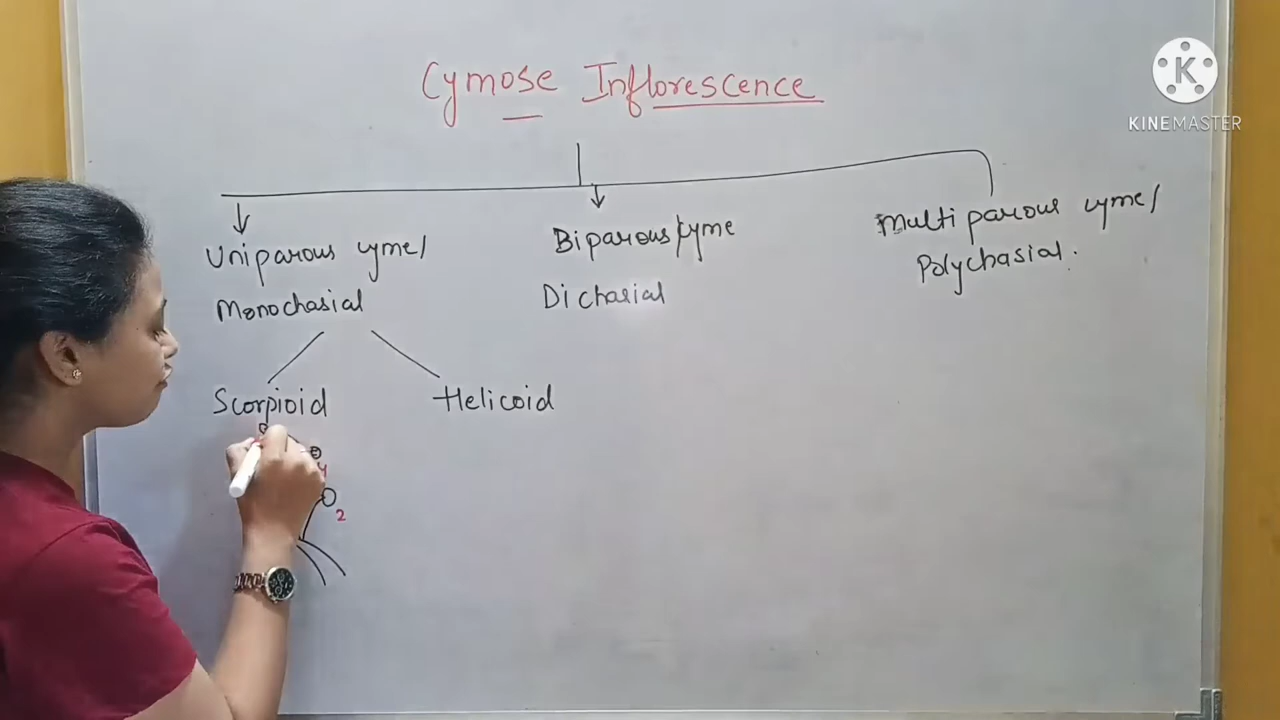 Cymose Inflorescence
K
KINEMASTER
Uniparous cyme/
Monochasial
Biparous/cyme
Dichasial
Multiparous cyme/
Polychasial.
Scorpioid
Helicoid
4
2